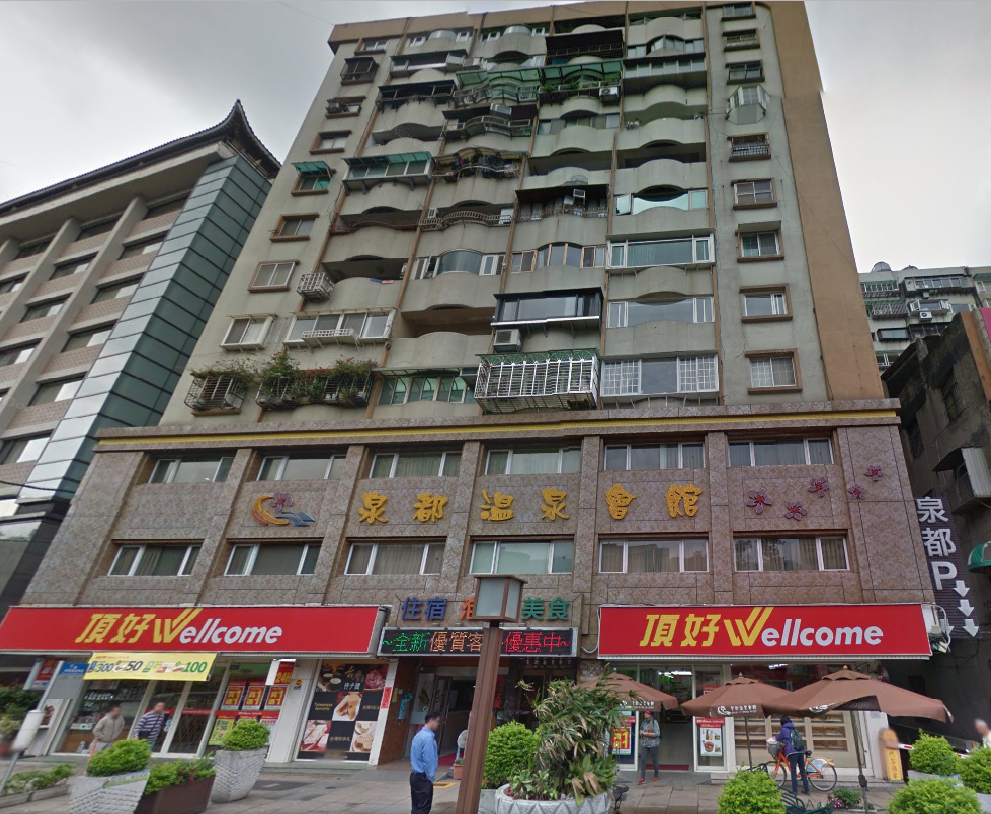 泉都溫泉會館
泉都
P
住宿 美食
~全新優質客 優惠中~
頂好Wellcome
頂好Wellcome
300 50 100
24H